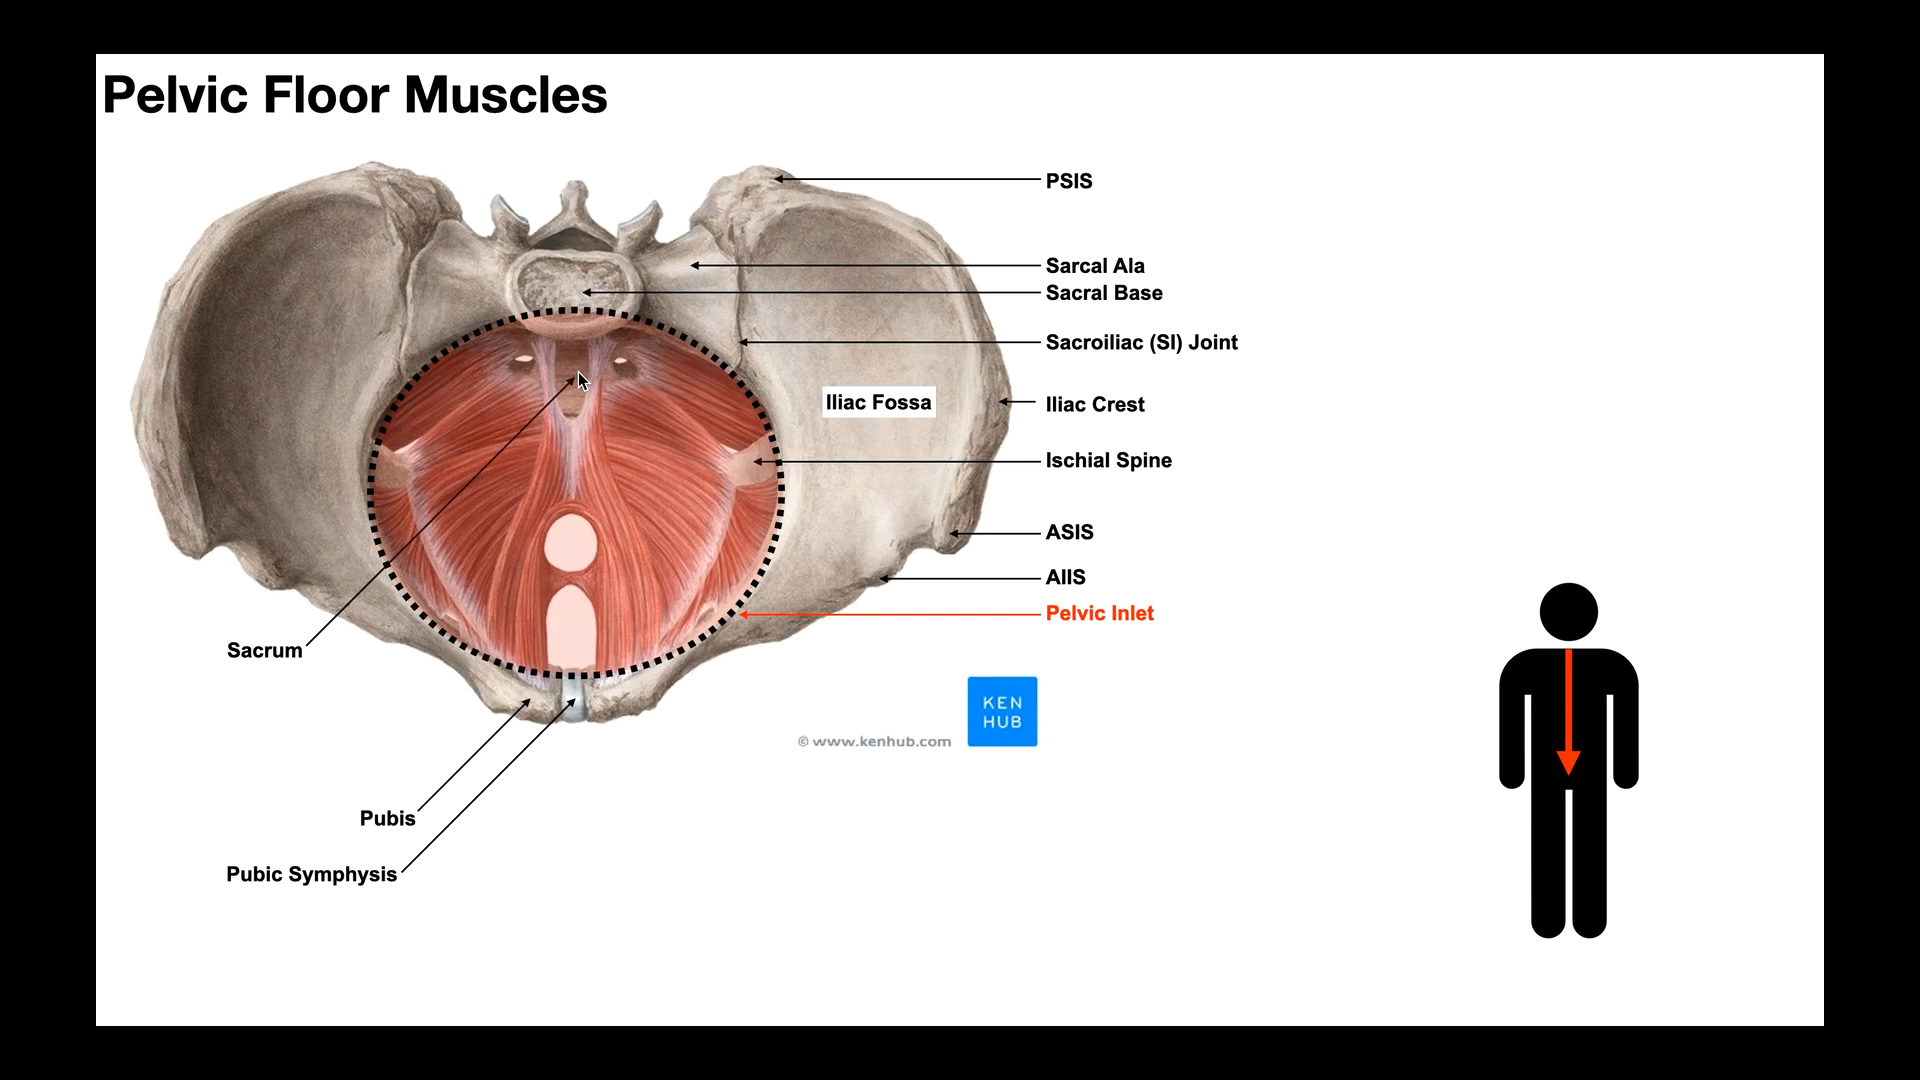 Pelvic Floor Muscles
PSIS
Sarcal Ala
Sacral Base
Sacroiliac (SI) Joint
Iliac Fossa
Iliac Crest
Ischial Spine
ASIS
AIIS
Pelvic Inlet
Sacrum
KEN
HUB
© www.kenhub.com
Pubis
Pubic Symphysis